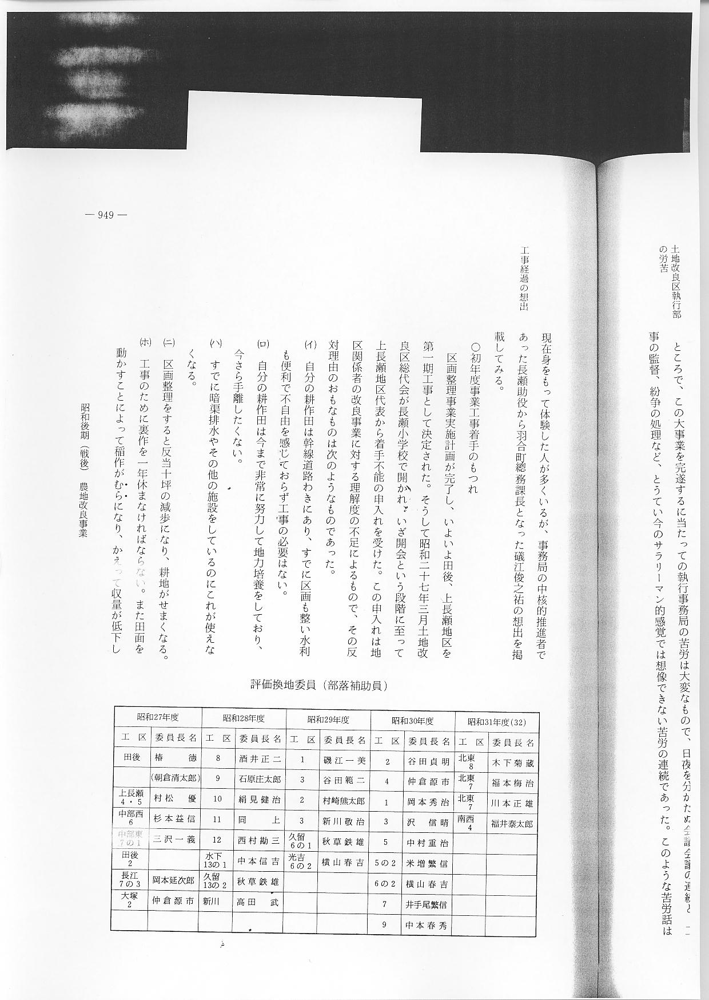 土地改良区執行部
の労苦
ところで、この大事業を完遂するに当たっての執行事務局の苦労は大変なもので、日夜を分かたぬ会議会議の連続と
事の監督、紛争の処理など、とうてい今のサラリーマン的感覚では想像できない苦労の連続であった。このような苦労話は
工事経過の想出
現在身をもって体験した人が多くいるが、事務局の中核的推進者で
あった長瀬助役から羽合町總務課長となった礒江俊之祐の想出を掲
載してみる。
〇初年度事業工事着手のもつれ
区画整理事業実施計画が完了し、いよいよ田後、上長瀬地区を
第一期工事として決定された。そうして昭和二十七年三月土地改
良区総代会が長瀬小学校で開かれ、いざ開会という段階に至って
上長瀬地区代表から着手不能の申入れを受けた。この申入れは地
区関係者の改良事業に対する理解度の不足によるもので、その反
対理由のおもなものは次のようなものであった。
(イ) 自分の耕作田は幹線道路わきにあり、すでに区画も整い水利
も便利で不自由を感じておらず工事の必要はない。
(ロ) 自分の耕作田は今まで非常に努力して地力培養をしており、
今さら手離したくない。
(ハ) すでに暗渠排水やその他の施設をしているのにこれが使えな
くなる。
(ニ) 区画整理をすると反当十坪の減歩になり、耕地がせまくなる。
(ホ) 工事のために裏作を一年休まなければならない。また田面を
動かすことによって稲作がむらになり、かえって収量が低下し
昭和後期（戦後） 農地改良事業
— 949 —
評価換地委員（部落補助員）
昭和27年度 昭和28年度 昭和29年度 昭和30年度 昭和31年度(32)
工区 委員長名 工区 委員長名 工区 委員長名 工区 委員長名 工区 委員長名
田後 椿 徳 8 酒井正二 1 磯江一美 2 谷田貞明 北東8 木下菊蔵
(朝倉清太郎) 9 石原庄太郎 3 谷田範二 4 仲倉源市 北東7 福本梅治
上長瀬4・5 村松 優 10 絹見健治 2 村崎熊太郎 1 岡本秀治 北東7 川本正雄
中部西6 杉本益信 11 同上 3 新川敬治 3 沢 信晴 南西4 福井泰太郎
中部東7の1 三沢一義 12 西村勘三 久留6の1 秋草鉄雄 5 中村重治
田後2 水下13の1 中本信吉 光吉6の2 横山春吉 5の2 米増繁信
長江7の3 岡本延次郎 久留13の2 秋草鉄雄 6の2 横山春吉
大塚2 仲倉源市 新川 高田 武 7 井手尾繁信
9 中本春秀